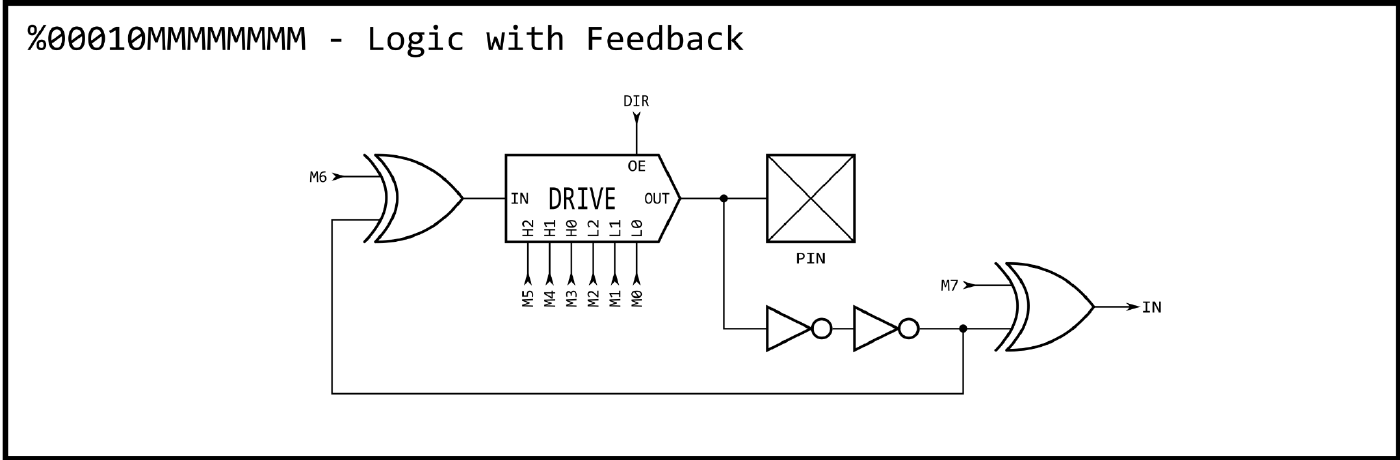 %00010MMMMMMMM - Logic with Feedback
DIR
OE
M6
IN DRIVE OUT
H2 H1 H0 L2 L1 L0
M5 M4 M3 M2 M1 M0
PIN
M7
IN